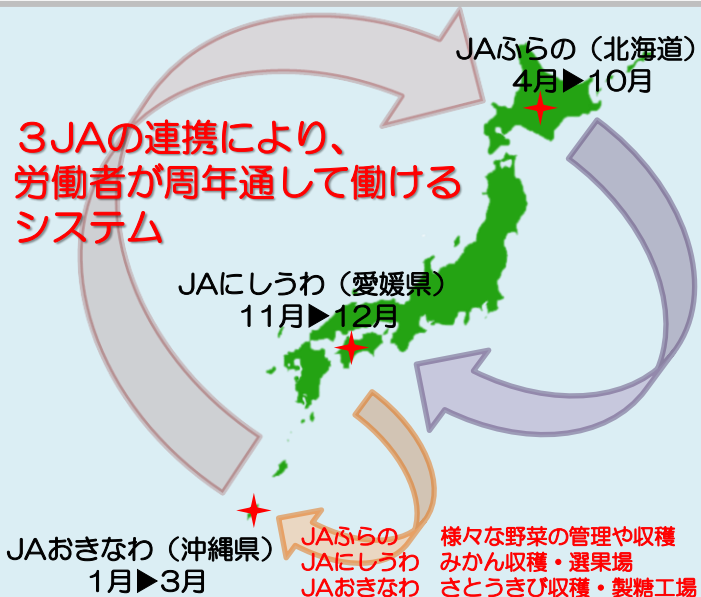 JAふらの（北海道）
4月▶10月
３JAの連携により、
労働者が周年通して働ける
システム
JAにしうわ（愛媛県）
11月▶12月
JAおきなわ（沖縄県）
1月▶3月
JAふらの　様々な野菜の管理や収穫
JAにしうわ　みかん収穫・選果場
JAおきなわ　さとうきび収穫・製糖工場